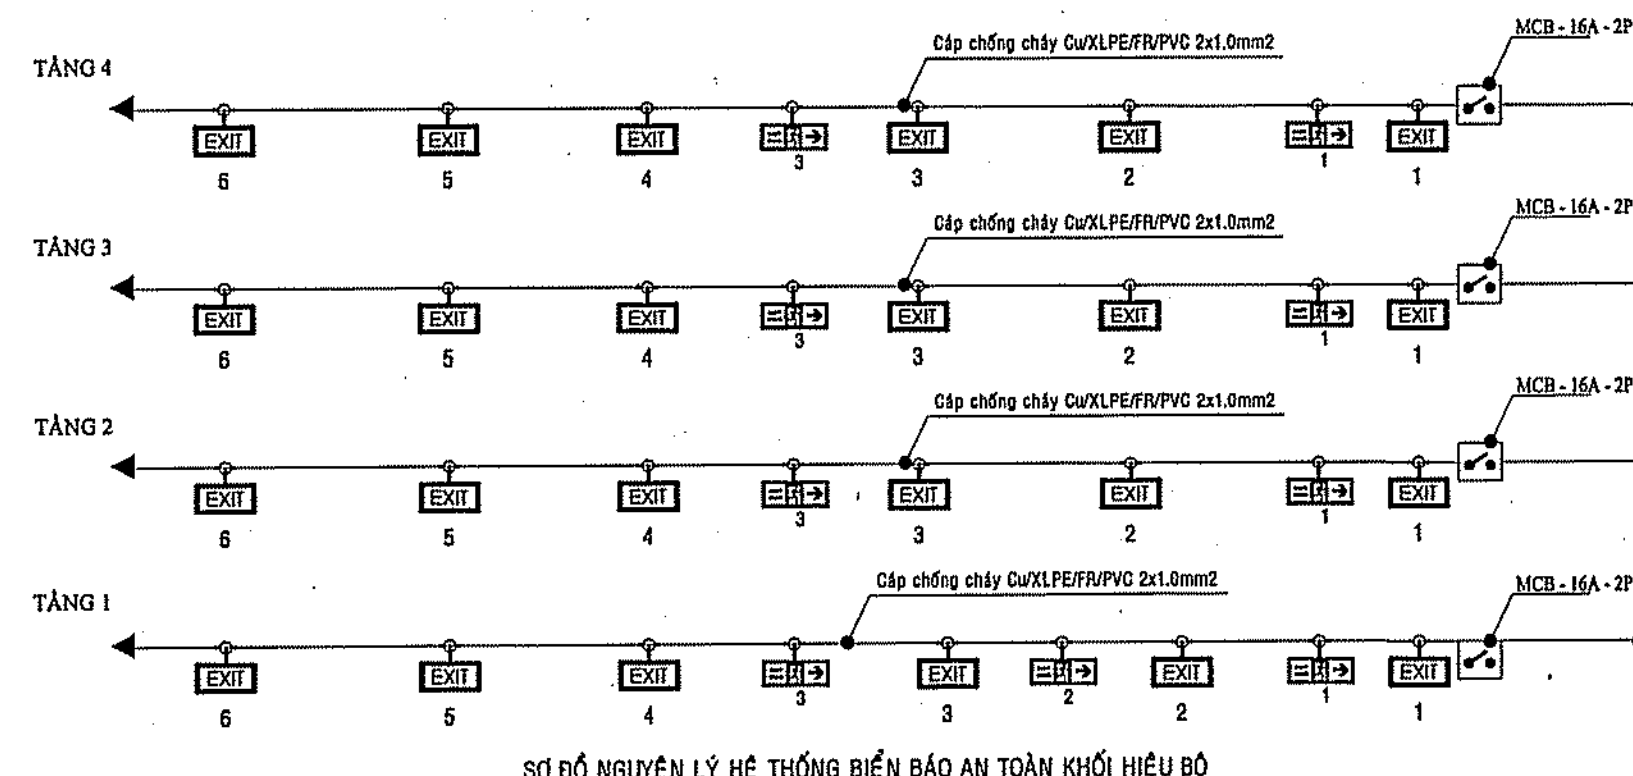 MCB - 16A - 2P
Cáp chống cháy Cu/XLPE/FR/PVC 2x1.0mm2
TẦNG 4
EXIT EXIT EXIT EXIT EXIT EXIT
3 1
6 5 4 3 2 1
MCB - 16A - 2P
Cáp chống cháy Cu/XLPE/FR/PVC 2x1.0mm2
TẦNG 3
EXIT EXIT EXIT EXIT EXIT EXIT
3 1
6 5 4 3 2 1
MCB - 16A - 2P
Cáp chống cháy Cu/XLPE/FR/PVC 2x1.0mm2
TẦNG 2
EXIT EXIT EXIT EXIT EXIT EXIT
3 1
6 5 4 3 2 1
Cáp chống cháy Cu/XLPE/FR/PVC 2x1.0mm2
MCB - 16A - 2P
TẦNG 1
EXIT EXIT EXIT EXIT EXIT EXIT
3 2 1
6 5 4 3 2 1
SƠ ĐỒ NGUYÊN LÝ HỆ THỐNG BIỂN BÁO AN TOÀN KHỐI HIỆU BỘ